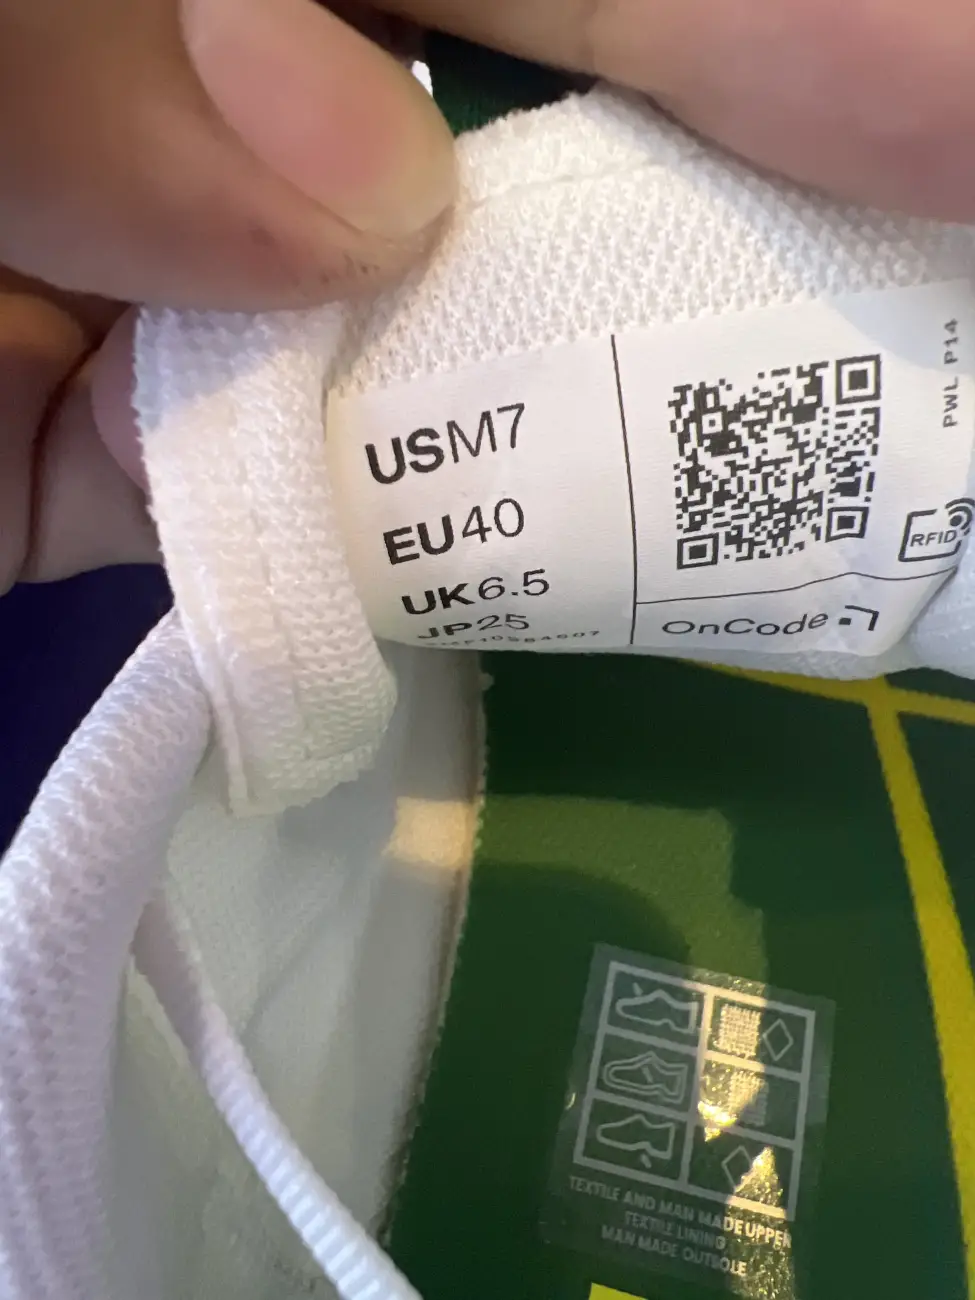 USM7
EU40
UK6.5
JP25
OnCode
PWL P14
RFID
TEXTILE AND MAN MADE UPPER
TEXTILE LINING
MAN MADE OUTSOLE